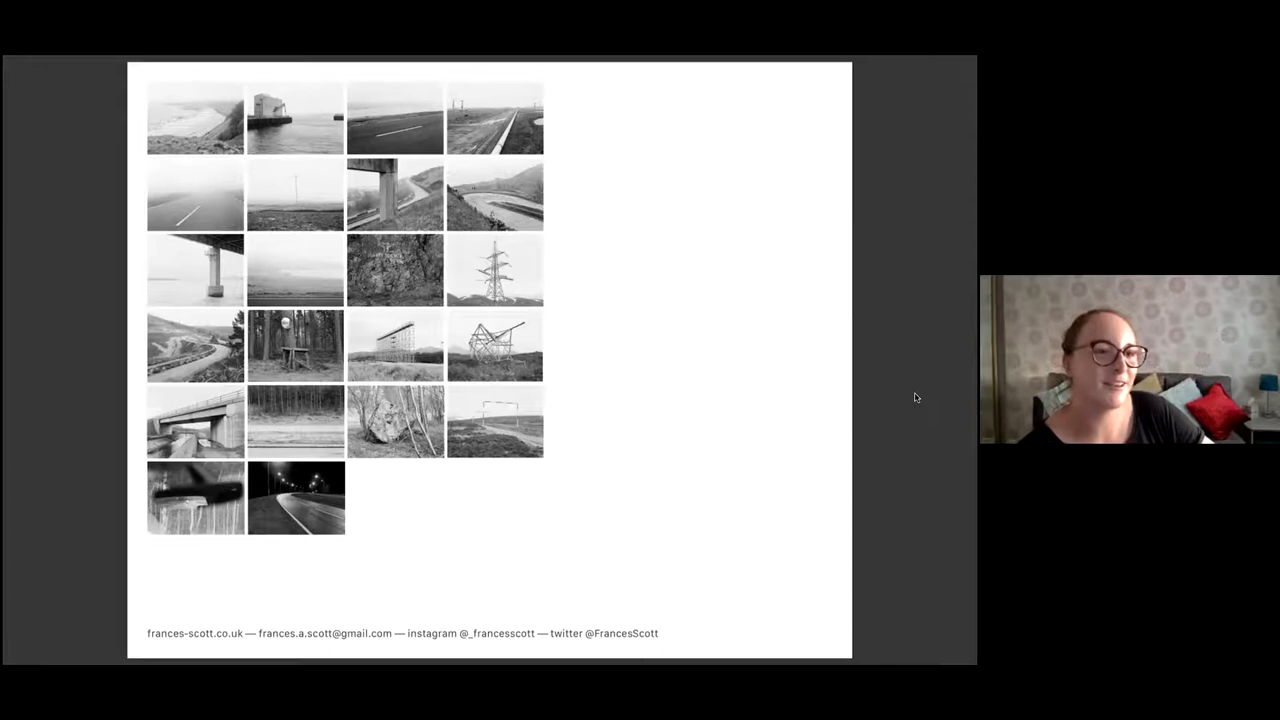 frances-scott.co.uk — frances.a.scott@gmail.com — instagram @_francesscott — twitter @FrancesScott